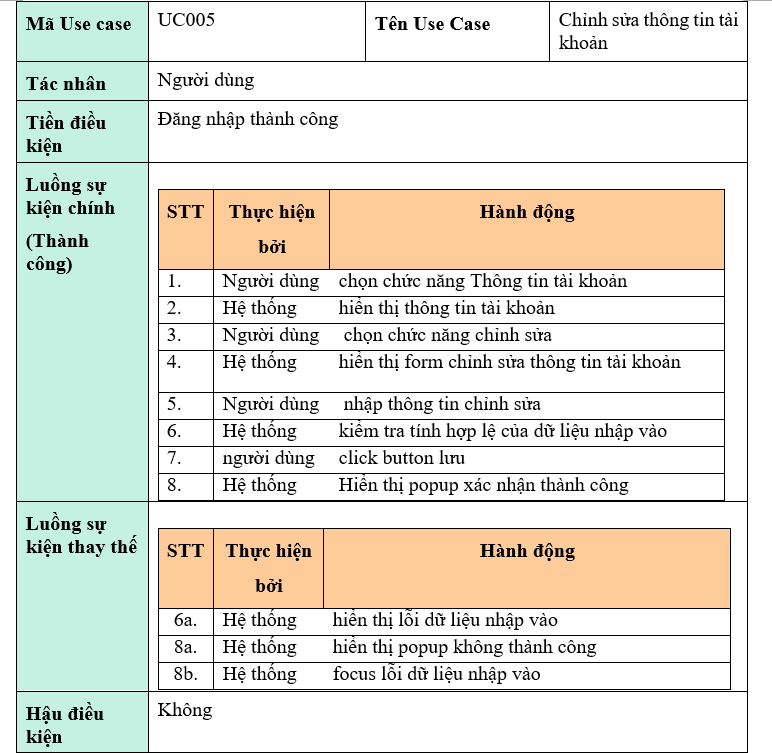 Mã Use case UC005 Tên Use Case Chỉnh sửa thông tin tài
khoản
Tác nhân Người dùng
Tiền điều Đăng nhập thành công
kiện
Luồng sự
kiện chính
(Thành
công)
STT Thực hiện Hành động
bởi
1. Người dùng chọn chức năng Thông tin tài khoản
2. Hệ thống hiển thị thông tin tài khoản
3. Người dùng chọn chức năng chỉnh sửa
4. Hệ thống hiển thị form chỉnh sửa thông tin tài khoản
5. Người dùng nhập thông tin chỉnh sửa
6. Hệ thống kiểm tra tính hợp lệ của dữ liệu nhập vào
7. người dùng click button lưu
8. Hệ thống Hiển thị popup xác nhận thành công
Luồng sự
kiện thay thế
STT Thực hiện Hành động
bởi
6a. Hệ thống hiển thị lỗi dữ liệu nhập vào
8a. Hệ thống hiển thị popup không thành công
8b. Hệ thống focus lỗi dữ liệu nhập vào
Hậu điều Không
kiện